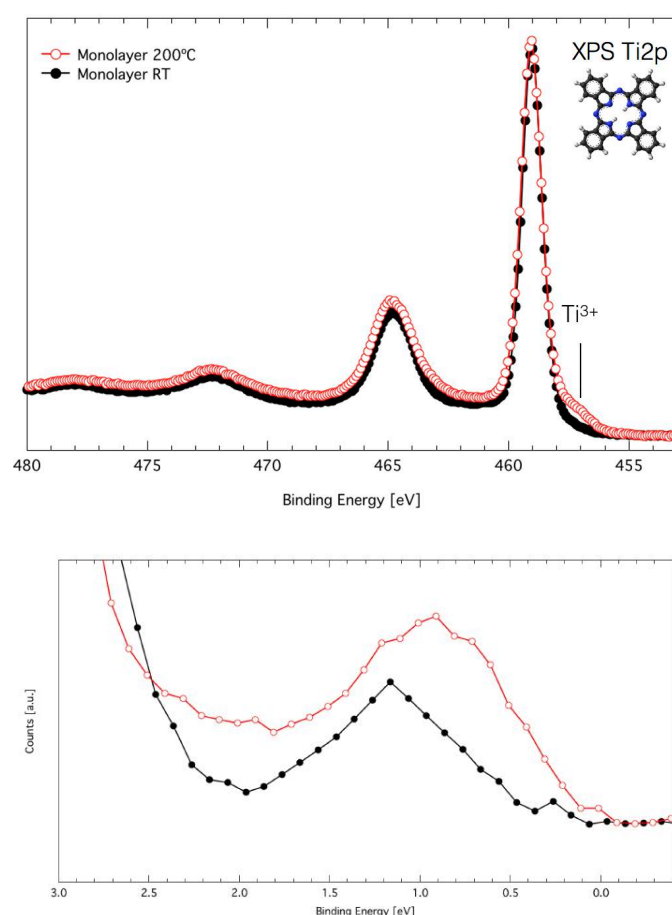 Monolayer 200°C
Monolayer RT
XPS Ti2p
Ti³⁺
480 475 470 465 460 455
Binding Energy [eV]
Counts [a.u.]
3.0 2.5 2.0 1.5 1.0 0.5 0.0
Binding Energy [eV]